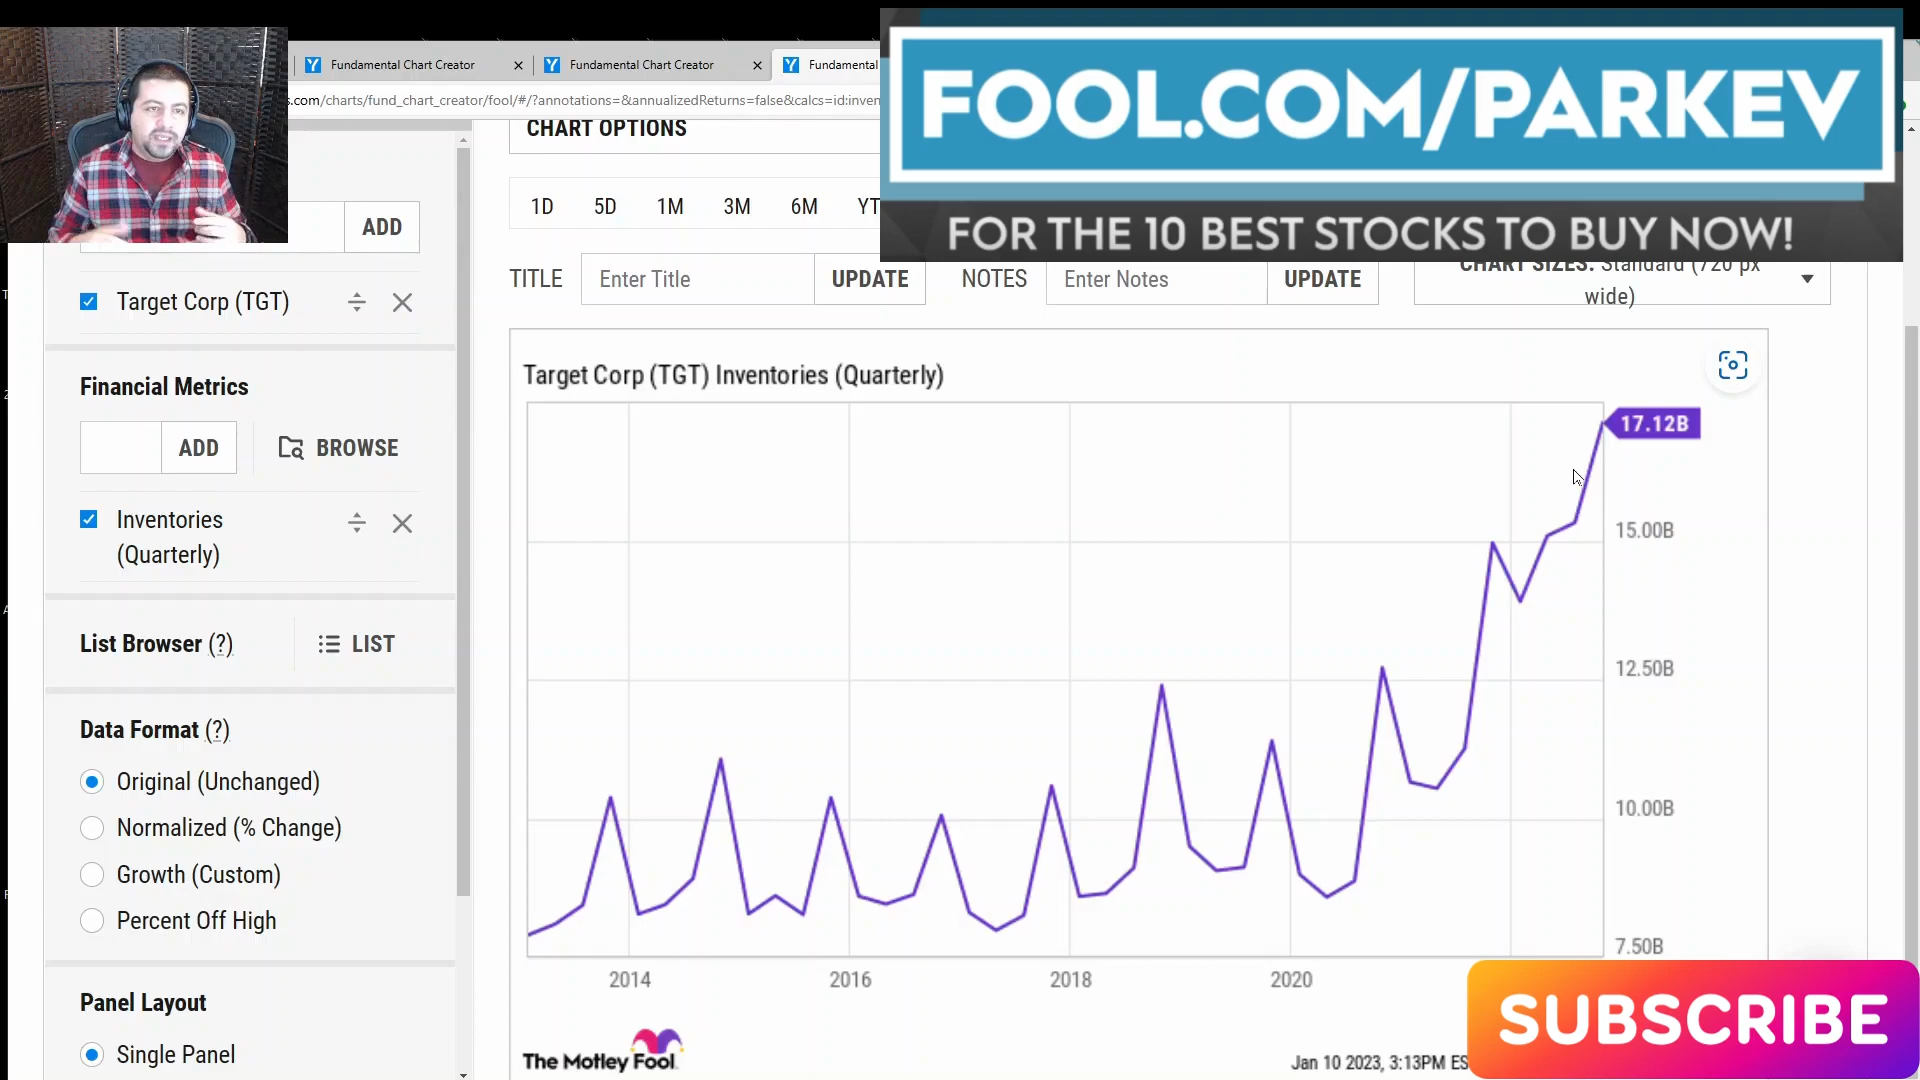 Fundamental Chart Creator
Fundamental Chart Creator
Fundamental
s.com/charts/fund_chart_creator/fool/#/?annotations=&annualizedReturns=false&calcs=id:inven
FOOL.COM/PARKEV
FOR THE 10 BEST STOCKS TO BUY NOW!
CHART OPTIONS
1D 5D 1M 3M 6M YT
ADD
TITLE Enter Title UPDATE NOTES Enter Notes UPDATE
CHART SIZES: Standard (720 px
wide)
Target Corp (TGT)
Financial Metrics
ADD BROWSE
Inventories
(Quarterly)
List Browser (?) LIST
Data Format (?)
Original (Unchanged)
Normalized (% Change)
Growth (Custom)
Percent Off High
Panel Layout
Single Panel
Target Corp (TGT) Inventories (Quarterly)
17.12B
15.00B
12.50B
10.00B
7.50B
2014 2016 2018 2020
The Motley Fool
Jan 10 2023, 3:13PM ES
SUBSCRIBE